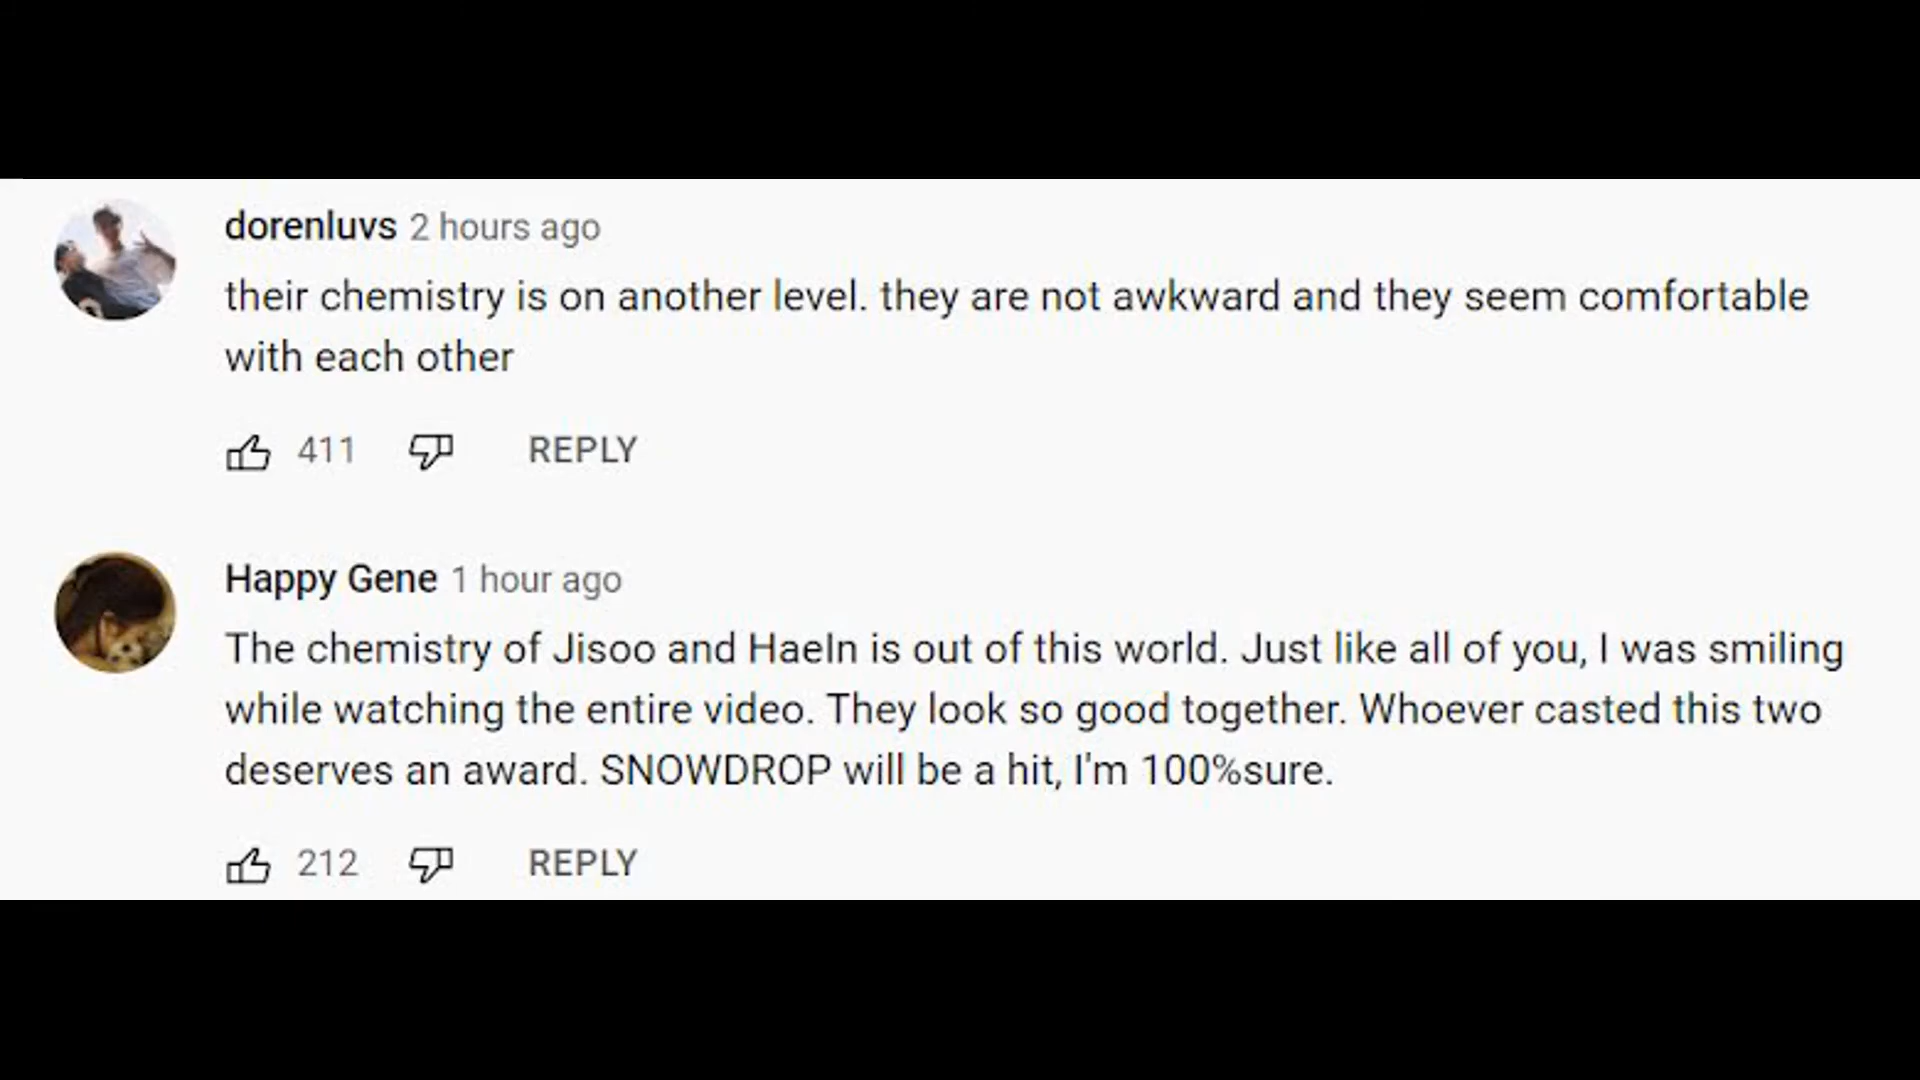 dorenluvs 2 hours ago
their chemistry is on another level. they are not awkward and they seem comfortable
with each other
411 REPLY
Happy Gene 1 hour ago
The chemistry of Jisoo and HaeIn is out of this world. Just like all of you, I was smiling
while watching the entire video. They look so good together. Whoever casted this two
deserves an award. SNOWDROP will be a hit, I'm 100%sure.
212 REPLY